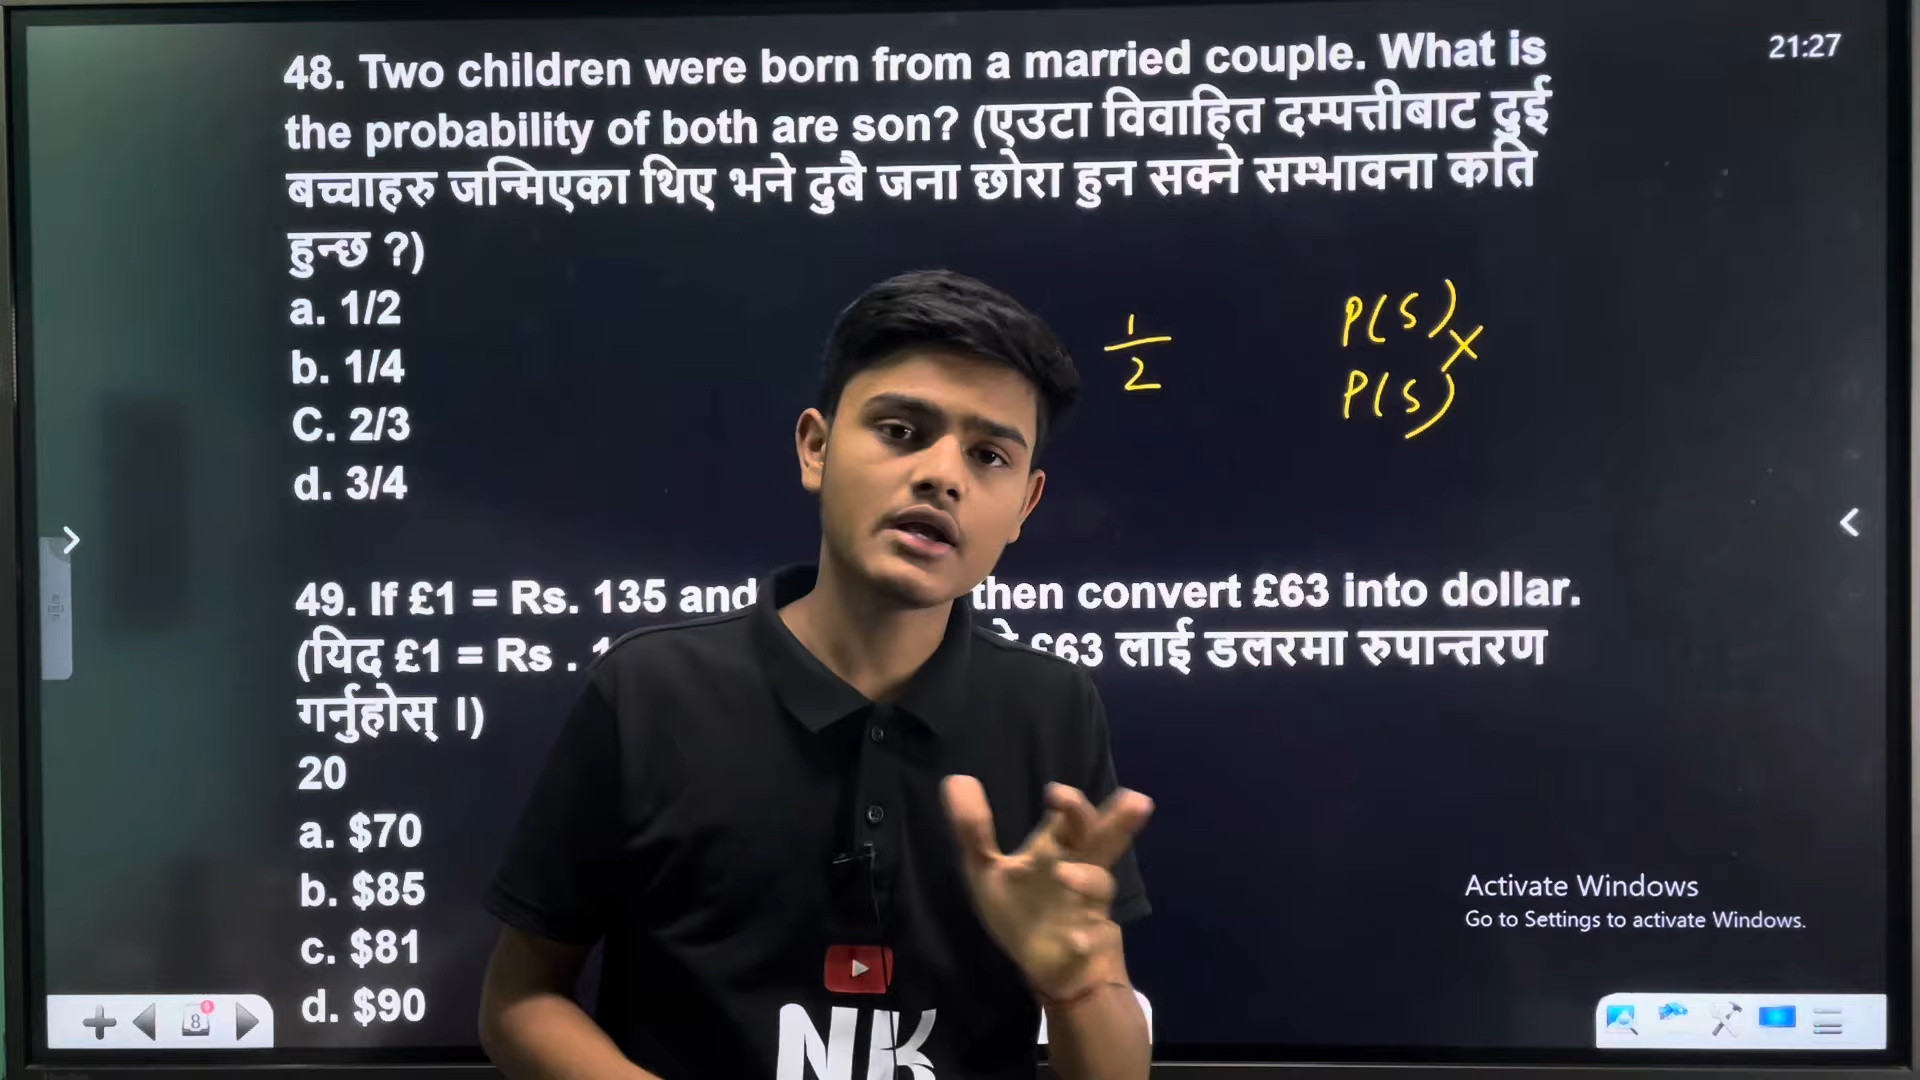 21:27
48. Two children were born from a married couple. What is
the probability of both are son? (एउटा विवाहित दम्पत्तीबाट दुई
बच्चाहरु जन्मिएका थिए भने दुबै जना छोरा हुन सक्ने सम्भावना कति
हुन्छ ?)
a. 1/2
b. 1/4
C. 2/3
d. 3/4
1/2
P(S) ×
P(S)
49. If £1 = Rs. 135 and then convert £63 into dollar.
(यिद £1 = Rs . £63 लाई डलरमा रुपान्तरण
गर्नुहोस् ।)
20
a. $70
b. $85
c. $81
d. $90
Activate Windows
Go to Settings to activate Windows.
8
NK